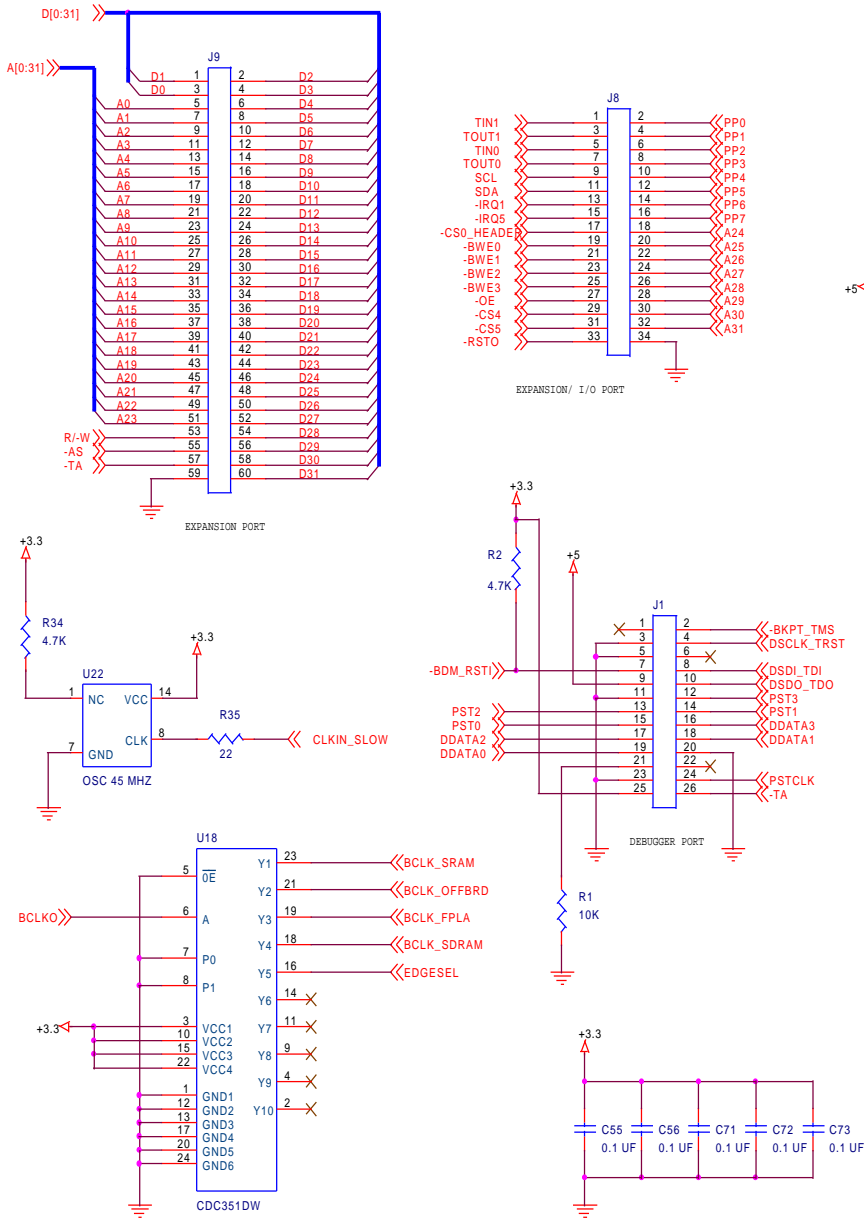 D[0:31]
A[0:31]
J9
D1 1 2 D2
D0 3 4 D3
A0 5 6 D4
A1 7 8 D5
A2 9 10 D6
A3 11 12 D7
A4 13 14 D8
A5 15 16 D9
A6 17 18 D10
A7 19 20 D11
A8 21 22 D12
A9 23 24 D13
A10 25 26 D14
A11 27 28 D15
A12 29 30 D16
A13 31 32 D17
A14 33 34 D18
A15 35 36 D19
A16 37 38 D20
A17 39 40 D21
A18 41 42 D22
A19 43 44 D23
A20 45 46 D24
A21 47 48 D25
A22 49 50 D26
A23 51 52 D27
R/-W 53 54 D28
-AS 55 56 D29
-TA 57 58 D30
59 60 D31
EXPANSION PORT
J8
TIN1 1 2 PP0
TOUT1 3 4 PP1
TIN0 5 6 PP2
TOUT0 7 8 PP3
SCL 9 10 PP4
SDA 11 12 PP5
-IRQ1 13 14 PP6
-IRQ5 15 16 PP7
-CS0_HEADER 17 18 A24
-BWE0 19 20 A25
-BWE1 21 22 A26
-BWE2 23 24 A27
-BWE3 25 26 A28
-OE 27 28 A29
-CS4 29 30 A30
-CS5 31 32 A31
-RSTO 33 34
EXPANSION/ I/O PORT
+5
+3.3
R34
4.7K
+3.3
U22
1 NC VCC 14
CLK 8
7 GND
OSC 45 MHZ
R35
22
CLKIN_SLOW
+3.3
R2
4.7K
+5
J1
1 2 -BKPT_TMS
3 4 DSCLK_TRST
5 6
-BDM_RSTI 7 8 DSDI_TDI
9 10 DSDO_TDO
11 12 PST3
PST2 13 14 PST1
PST0 15 16 DDATA3
DDATA2 17 18 DDATA1
DDATA0 19 20
21 22
23 24 PSTCLK
25 26 -TA
DEBUGGER PORT
R1
10K
U18
5 0E Y1 23 BCLK_SRAM
Y2 21 BCLK_OFFBRD
BCLKO 6 A Y3 19 BCLK_FPLA
Y4 18 BCLK_SDRAM
7 P0 Y5 16 EDGESEL
8 P1 Y6 14
+3.3 3 VCC1 Y7 11
10 VCC2
15 VCC3 Y8 9
22 VCC4
Y9 4
1 GND1
12 GND2 Y10 2
13 GND3
17 GND4
20 GND5
24 GND6
CDC351DW
+3.3
C55 C56 C71 C72 C73
0.1 UF 0.1 UF 0.1 UF 0.1 UF 0.1 UF